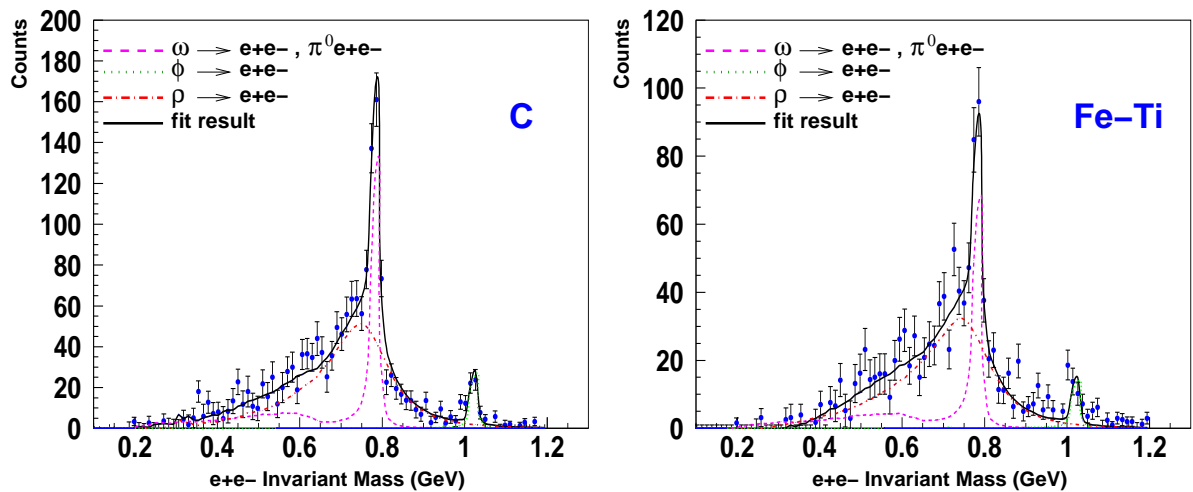 Counts
200
180
160
140
120
100
80
60
40
20
0
ω → e+e− , π⁰e+e−
ϕ → e+e−
ρ → e+e−
fit result
C
0.2 0.4 0.6 0.8 1 1.2
e+e− Invariant Mass (GeV)
Counts
120
100
80
60
40
20
0
ω → e+e− , π⁰e+e−
ϕ → e+e−
ρ → e+e−
fit result
Fe−Ti
0.2 0.4 0.6 0.8 1 1.2
e+e− Invariant Mass (GeV)